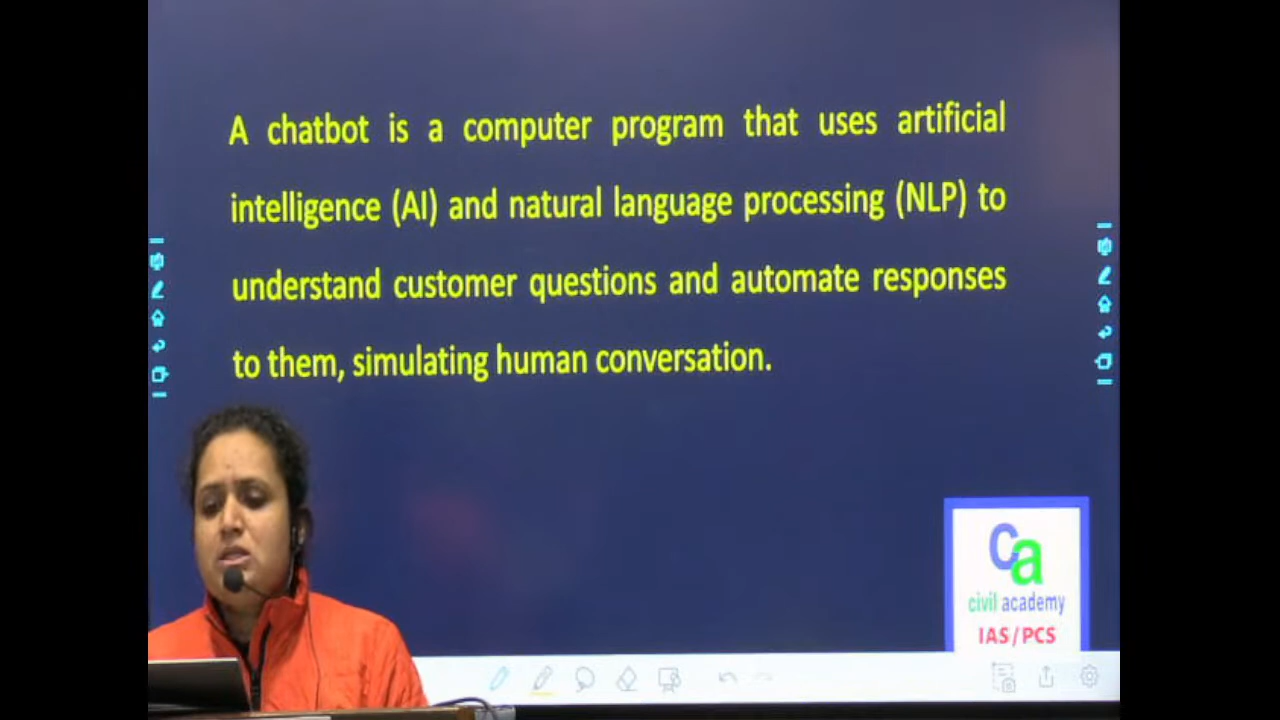 A chatbot is a computer program that uses artificial
intelligence (AI) and natural language processing (NLP) to
understand customer questions and automate responses
to them, simulating human conversation.
Ca
civil academy
IAS/PCS